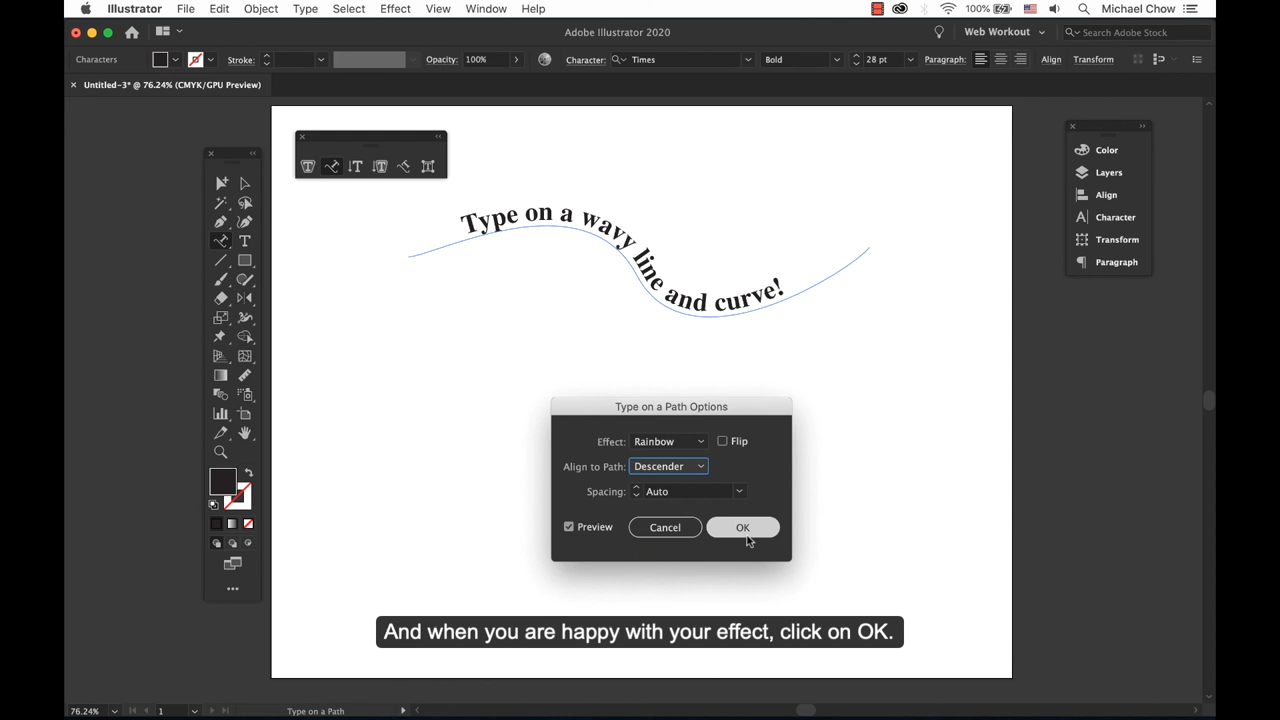 Illustrator File Edit Object Type Select Effect View Window Help 100% Michael Chow
Adobe Illustrator 2020 Web Workout Search Adobe Stock
Characters Stroke: Opacity: 100% Character: Times Bold 28 pt Paragraph: Align Transform
Untitled-3* @ 76.24% (CMYK/GPU Preview)
Color
Layers
Align
Character
Transform
Paragraph
Type on a wavy line and curve!
Type on a Path Options
Effect: Rainbow Flip
Align to Path: Descender
Spacing: Auto
Preview Cancel OK
And when you are happy with your effect, click on OK.
76.24% 1 Type on a Path